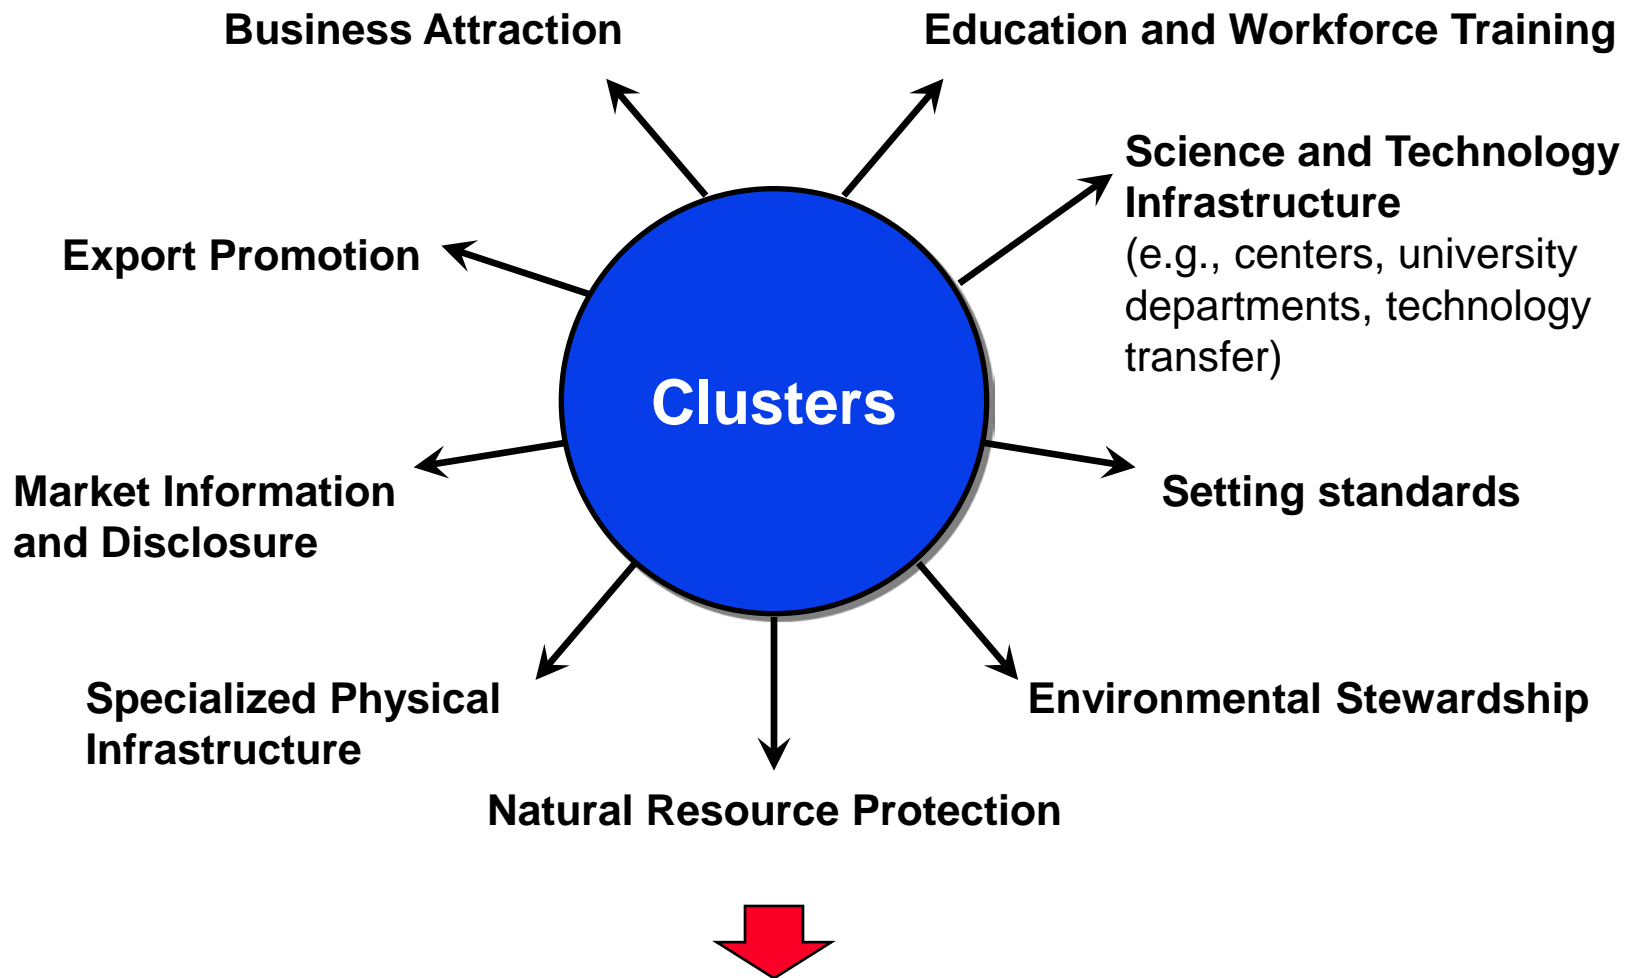 Business Attraction
Education and Workforce Training
Science and Technology
Infrastructure
(e.g., centers, university
departments, technology
transfer)
Export Promotion
Clusters
Market Information
and Disclosure
Setting standards
Specialized Physical
Infrastructure
Environmental Stewardship
Natural Resource Protection